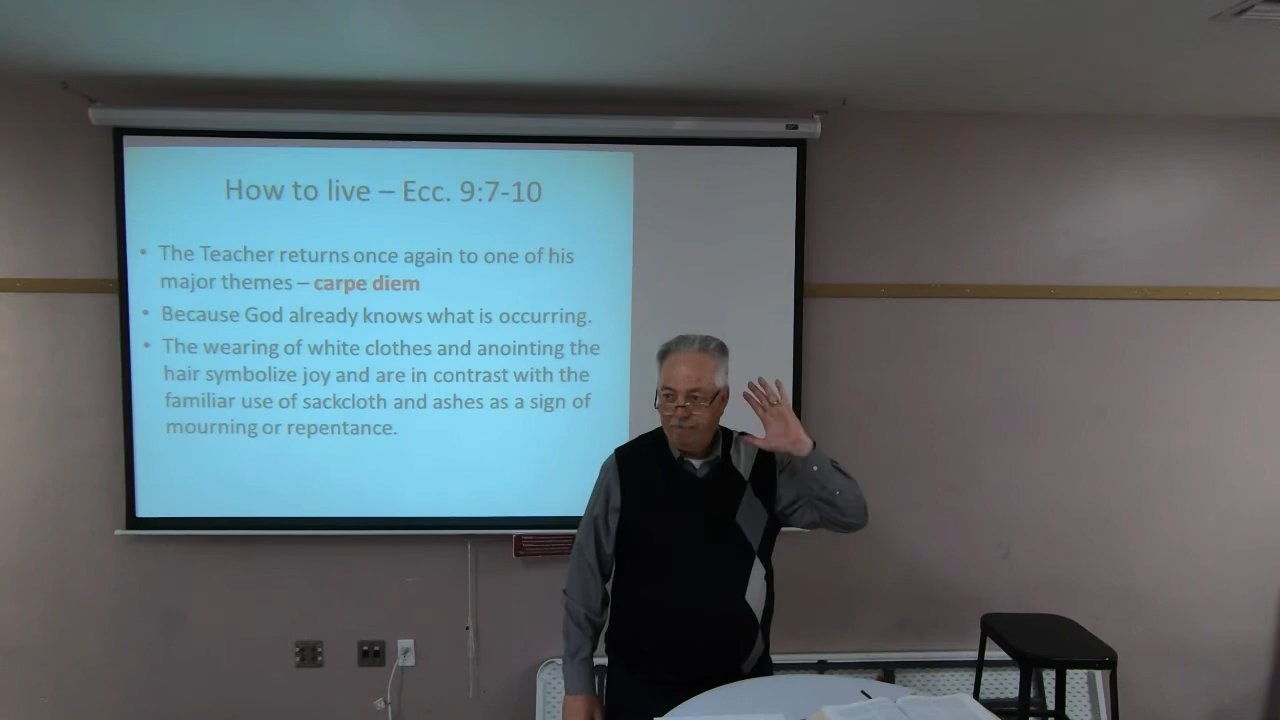 How to live – Ecc. 9:7-10
• The Teacher returns once again to one of his
major themes – carpe diem
• Because God already knows what is occurring.
• The wearing of white clothes and anointing the
hair symbolize joy and are in contrast with the
familiar use of sackcloth and ashes as a sign of
mourning or repentance.